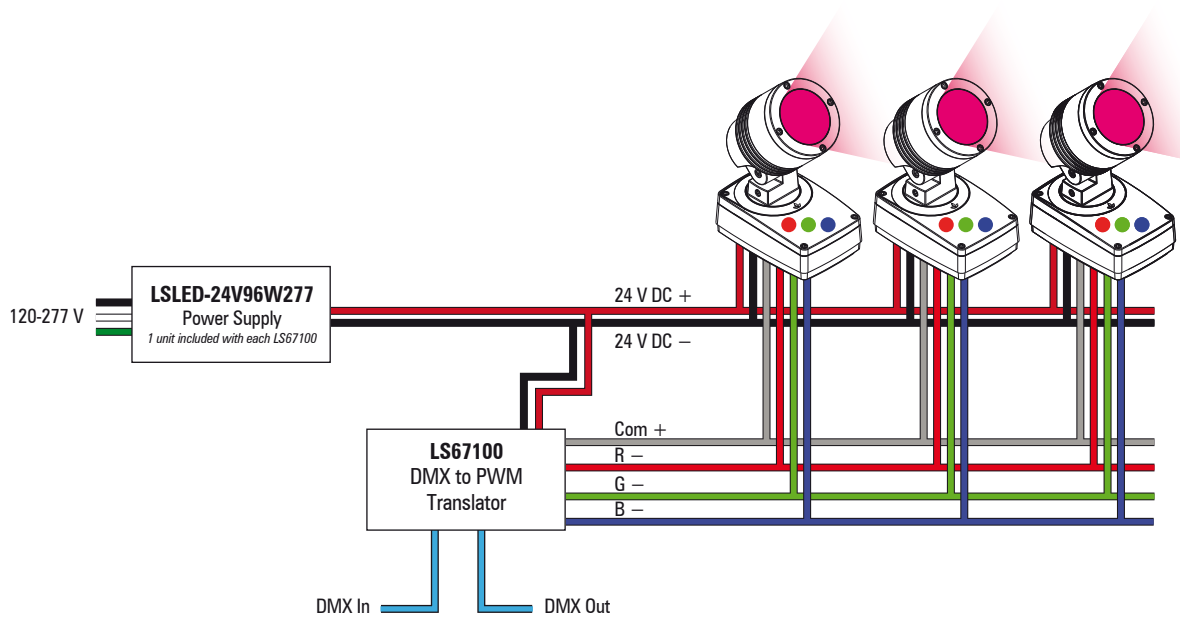 LSLED-24V96W277
Power Supply
1 unit included with each LS67100
120-277 V
24 V DC +
24 V DC −
LS67100
DMX to PWM
Translator
Com +
R −
G −
B −
DMX In
DMX Out